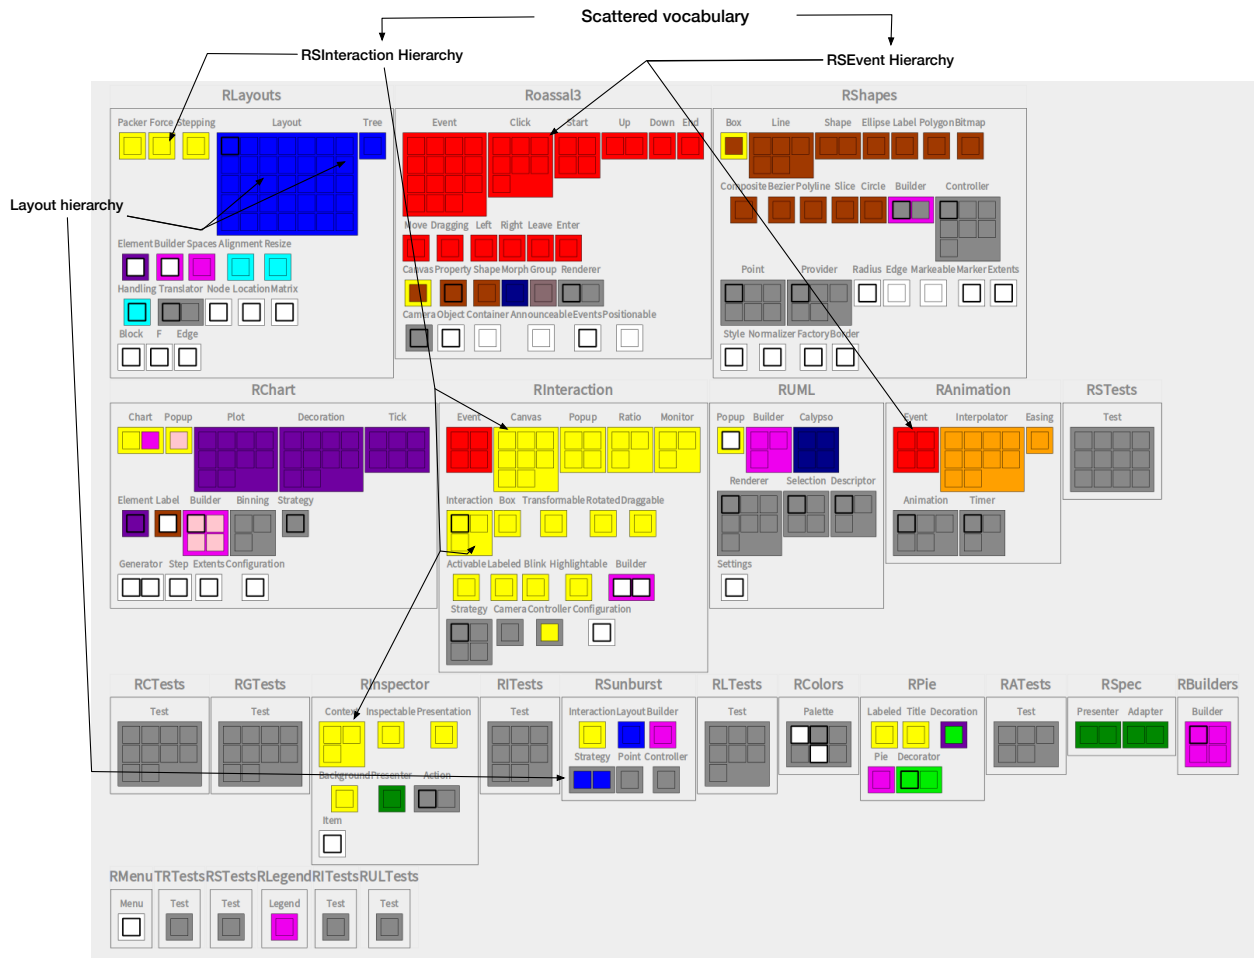 Scattered vocabulary
RSInteraction Hierarchy
RSEvent Hierarchy
Layout hierarchy
RLayouts
Packer Force Stepping Layout Tree
Element Builder Spaces Alignment Resize
Handling Translator Node Location Matrix
Block F Edge
Roassal3
Event Click Start Up Down End
Move Dragging Left Right Leave Enter
Canvas Property Shape Morph Group Renderer
Camera Object Container Announceable Events Positionable
RShapes
Box Line Shape Ellipse Label Polygon Bitmap
Composite Bezier Polyline Slice Circle Builder Controller
Point Provider Radius Edge Markeable Marker Extents
Style Normalizer Factory Border
RChart
Chart Popup Plot Decoration Tick
Element Label Builder Binning Strategy
Generator Step Extents Configuration
RInteraction
Event Canvas Popup Ratio Monitor
Interaction Box Transformable Rotated Draggable
Activable Labeled Blink Highlightable Builder
Strategy Camera Controller Configuration
RUML
Popup Builder Calypso
Renderer Selection Descriptor
Settings
RAnimation
Event Interpolator Easing
Animation Timer
RSTests
Test
RCTests
Test
RGTests
Test
RInspector
Context Inspectable Presentation
Background Presenter Action
Item
RITests
Test
RSunburst
Interaction Layout Builder
Strategy Point Controller
RLTests
Test
RColors
Palette
RPie
Labeled Title Decoration
Pie Decorator
RATests
Test
RSpec
Presenter Adapter
RBuilders
Builder
RMenu TRTests RSTests RLegend RITests RULTests
Menu Test Test Legend Test Test